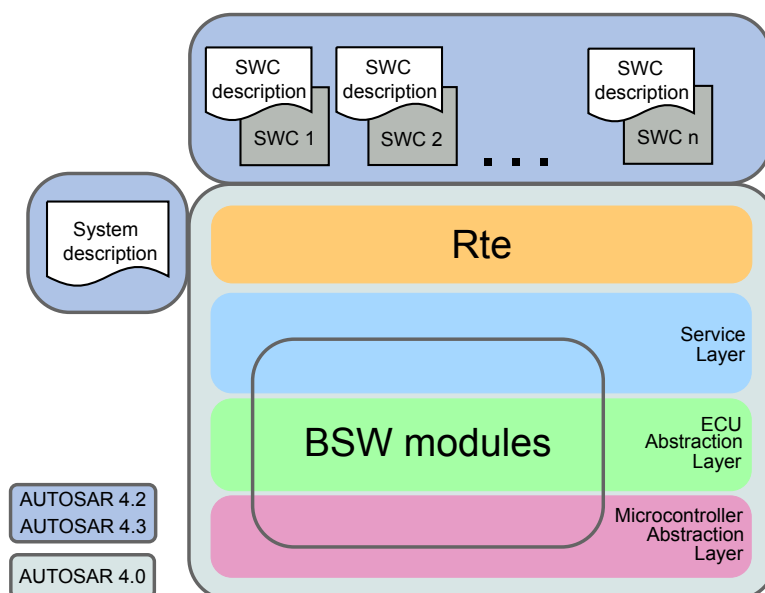 SWC
description
SWC 1
SWC
description
SWC 2
. . .
SWC
description
SWC n
System
description
Rte
Service
Layer
BSW modules
ECU
Abstraction
Layer
Microcontroller
Abstraction
Layer
AUTOSAR 4.2
AUTOSAR 4.3
AUTOSAR 4.0